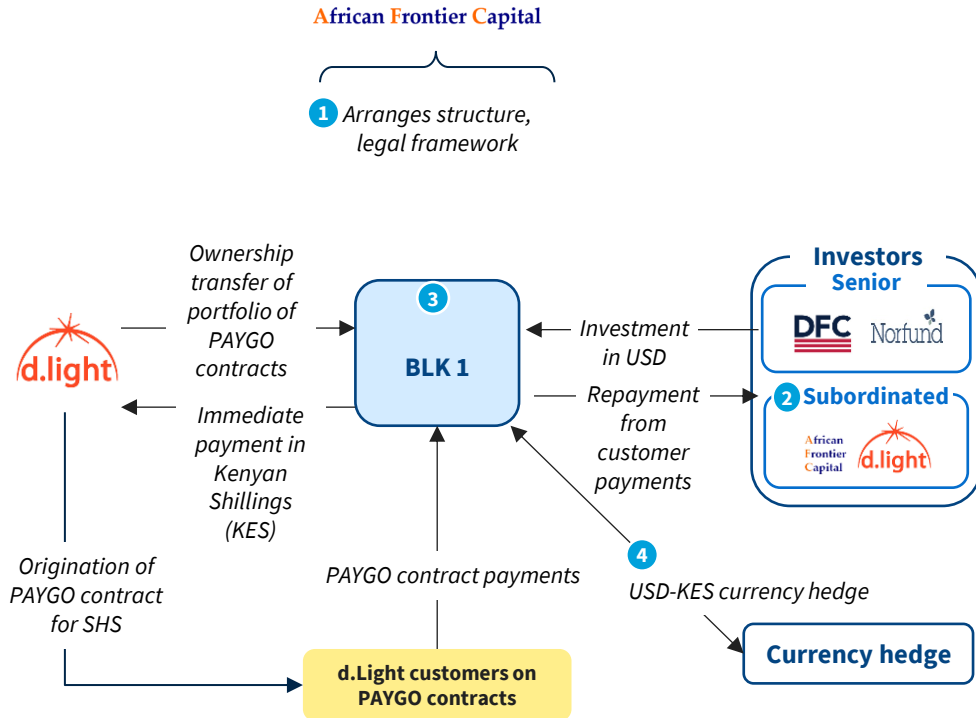 African Frontier Capital
1 Arranges structure,
legal framework
Ownership
transfer of
portfolio of
PAYGO
contracts
d.light
Immediate
payment in
Kenyan
Shillings
(KES)
3
BLK 1
Investment
in USD
Repayment
from
customer
payments
Investors
Senior
DFC Norfund
2 Subordinated
African
Frontier
Capital
d.light
Origination of
PAYGO contract
for SHS
PAYGO contract payments
4
USD-KES currency hedge
d.Light customers on
PAYGO contracts
Currency hedge